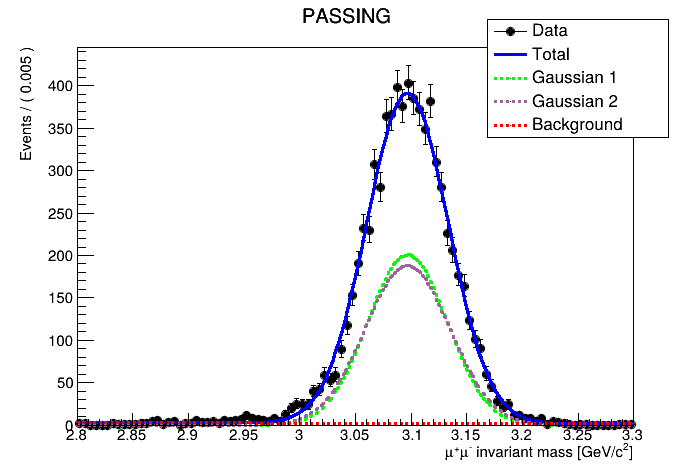 PASSING
Data
Total
Gaussian 1
Gaussian 2
Background
Events / ( 0.005 )
400
350
300
250
200
150
100
50
0
2.8 2.85 2.9 2.95 3 3.05 3.1 3.15 3.2 3.25 3.3
μ⁺μ⁻ invariant mass [GeV/c²]